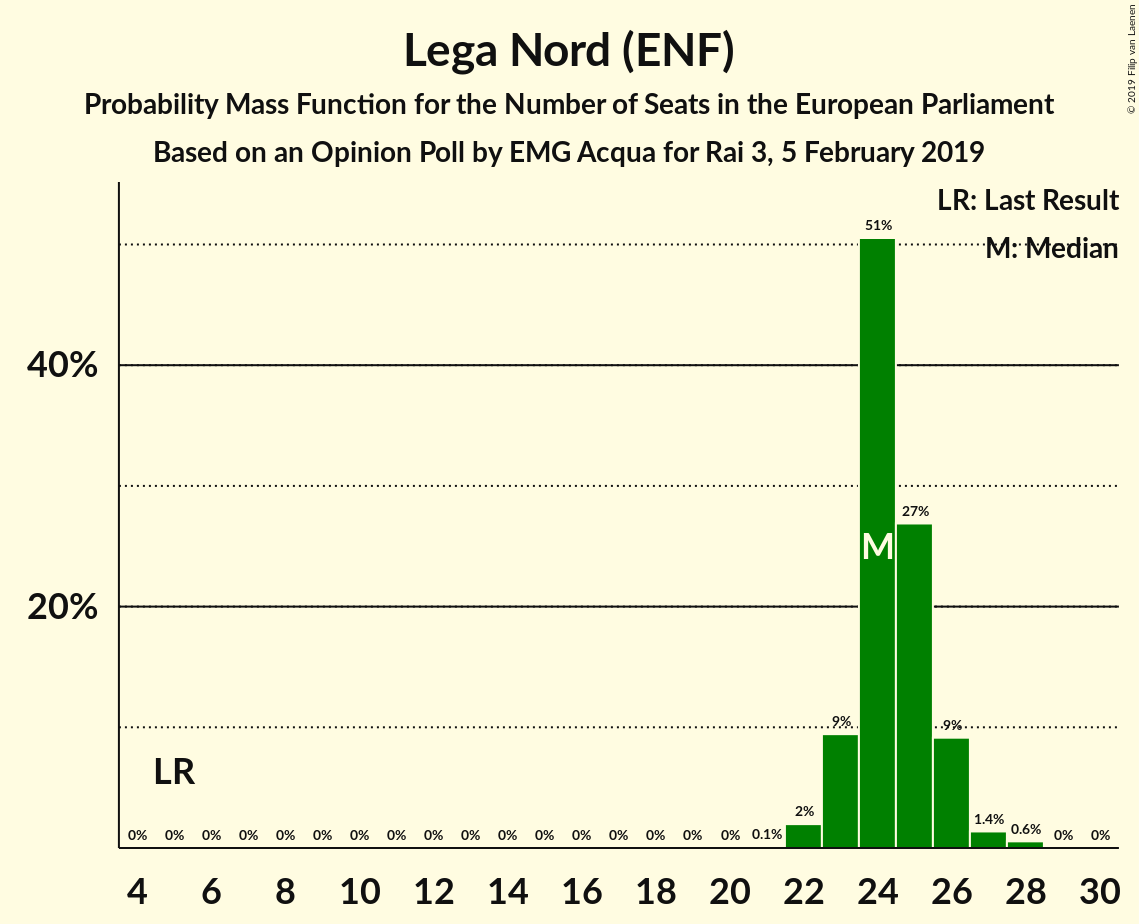 Lega Nord (ENF)
Probability Mass Function for the Number of Seats in the European Parliament
Based on an Opinion Poll by EMG Acqua for Rai 3, 5 February 2019
© 2019 Filip van Laenen
LR: Last Result
M: Median
51%
40%
27%
M
20%
9%
9%
LR
2%
1.4%
0.6%
0% 0% 0% 0% 0% 0% 0% 0% 0% 0% 0% 0% 0% 0% 0% 0% 0% 0.1% 0% 0%
4 6 8 10 12 14 16 18 20 22 24 26 28 30